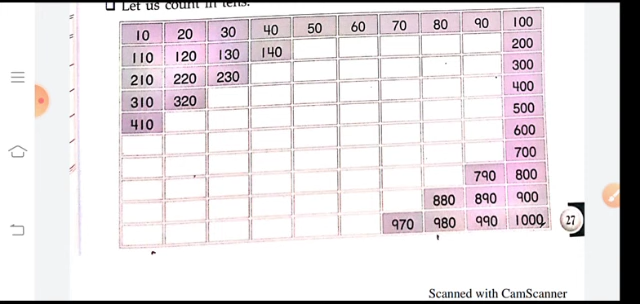 Let us count in tens.
10 20 30 40 50 60 70 80 90 100
110 120 130 140 200
210 220 230 300
310 320 400
410 500
600
700
790 800
880 890 900
970 980 990 1000
27
Scanned with CamScanner